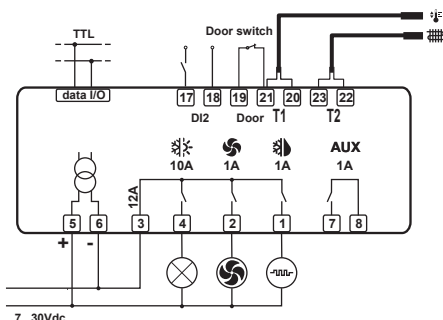 TTL
Door switch
data I/O
17 18 19 21 20 23 22
DI2 Door T1 T2
AUX
10A 1A 1A 1A
12A
5 6 3 4 2 1 7 8
+ -
7...30Vdc